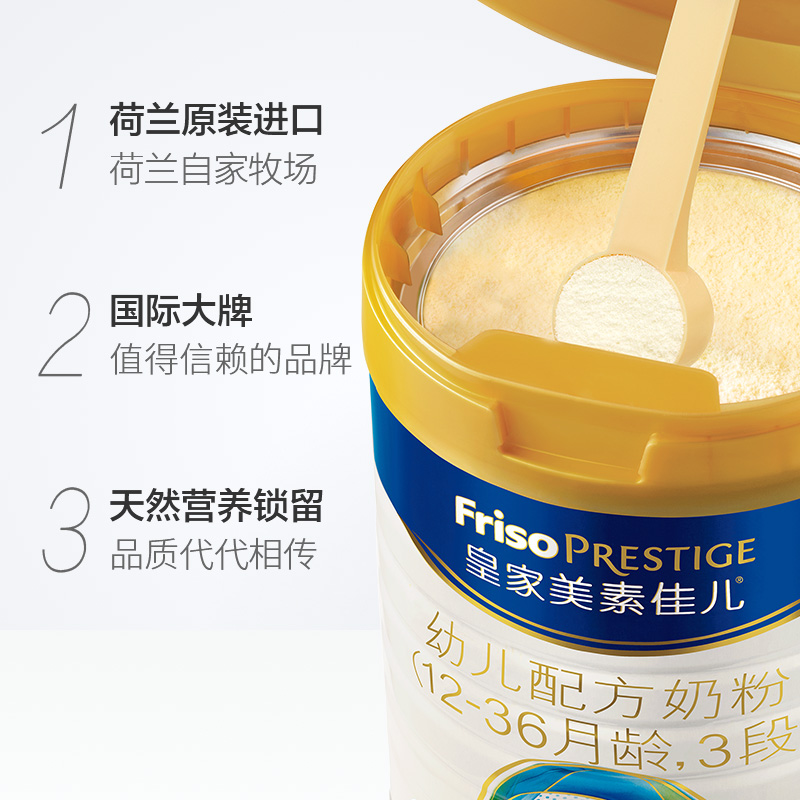 1
荷兰原装进口
荷兰自家牧场
2
国际大牌
值得信赖的品牌
3
天然营养锁留
品质代代相传
Friso PRESTIGE
皇家美素佳儿®
幼儿配方奶粉
(12-36月龄,3段